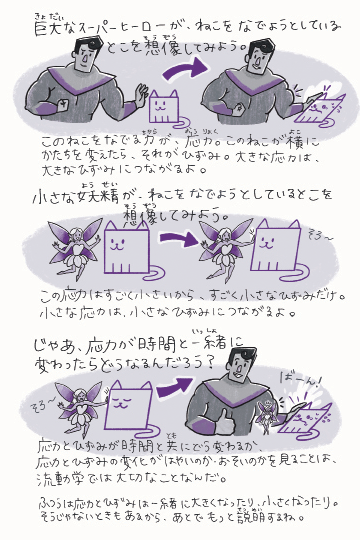 巨大なスーパーヒーローが、ねこをなでようとしている
ところを想像してみよう。
このねこをなでる力が、応力。このねこが横に
かたちを変えたら、それがひずみ。大きな応力は、
大きなひずみにつながるよ。
小さな妖精が、ねこをなでようとしているところを
想像してみよう。
そろ〜
この応力はすごく小さいから、すごく小さなひずみだけ。
小さな応力は、小さなひずみにつながるよ。
じゃあ、応力が時間と一緒に
変わったらどうなるんだろう?
そろ〜
ばーん!
応力とひずみが時間と共にどう変わるか、
応力とひずみの変化がはやいのか・おそいのかを見ることは、
流動学では大切なことなんだ。
ふつうは応力とひずみは一緒に大きくなったり、小さくなったり。
そうじゃないときもあるから、あとでもっと説明するね。